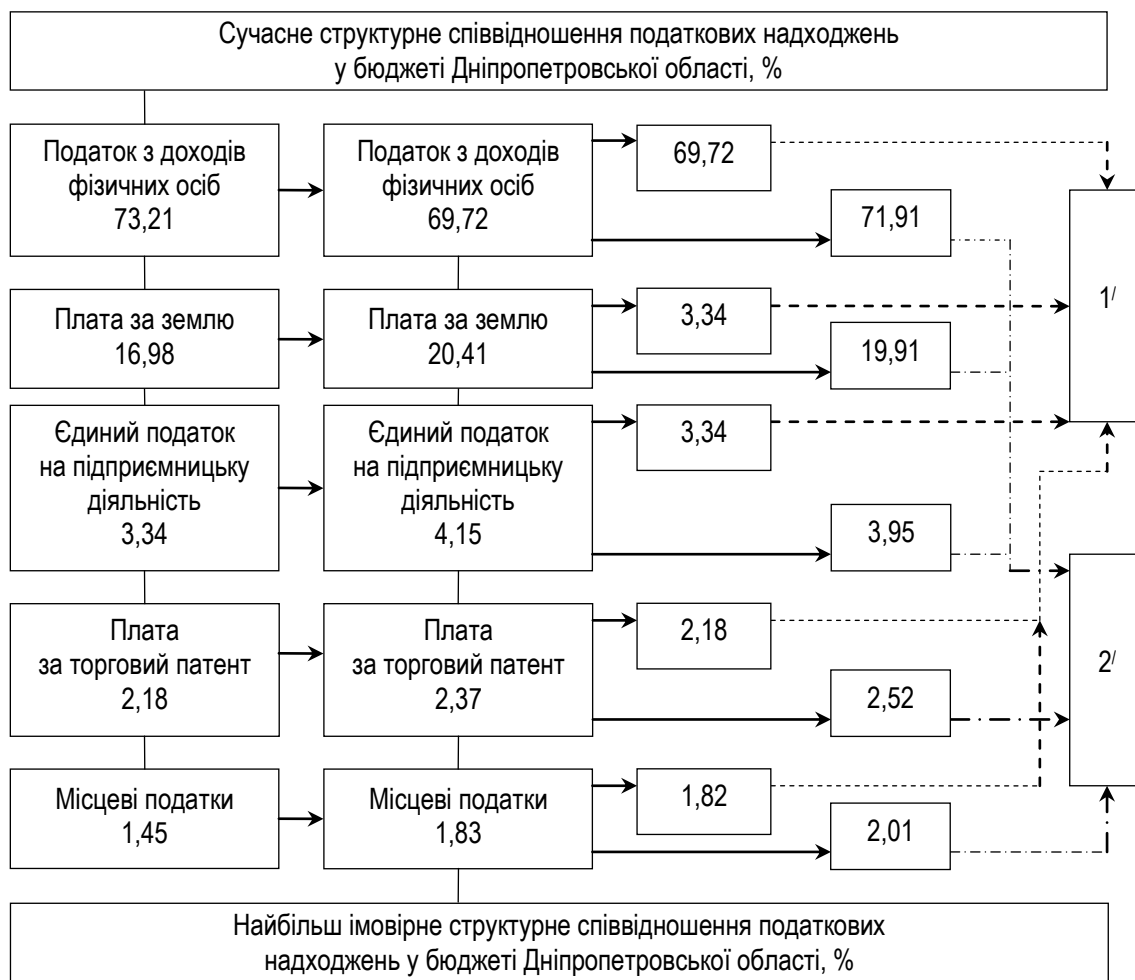 Сучасне структурне співвідношення податкових надходжень
у бюджеті Дніпропетровської області, %
Податок з доходів
фізичних осіб
73,21
Податок з доходів
фізичних осіб
69,72
69,72
71,91
1/
Плата за землю
16,98
Плата за землю
20,41
3,34
19,91
Єдиний податок
на підприємницьку
діяльність
3,34
Єдиний податок
на підприємницьку
діяльність
4,15
3,34
3,95
Плата
за торговий патент
2,18
Плата
за торговий патент
2,37
2,18
2,52
2/
Місцеві податки
1,45
Місцеві податки
1,83
1,82
2,01
Найбільш імовірне структурне співвідношення податкових
надходжень у бюджеті Дніпропетровської області, %